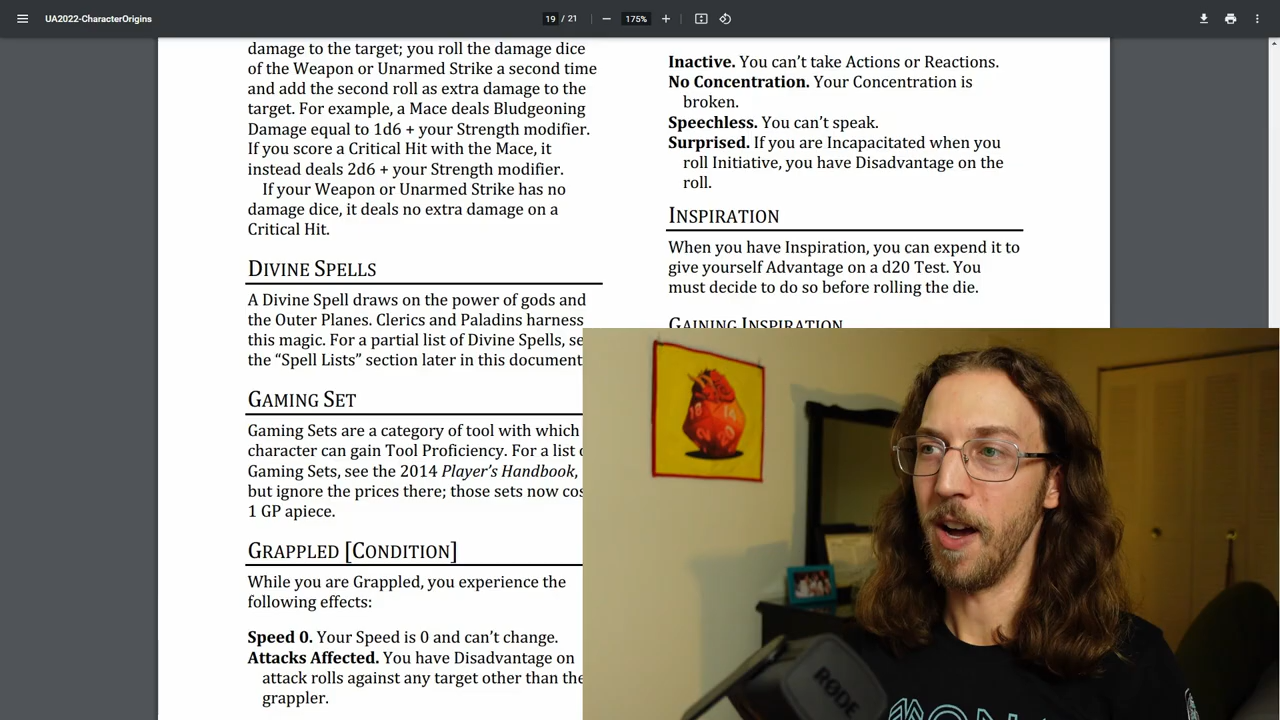 UA2022-CharacterOrigins
19 / 21
175%
damage to the target; you roll the damage dice
of the Weapon or Unarmed Strike a second time
and add the second roll as extra damage to the
target. For example, a Mace deals Bludgeoning
Damage equal to 1d6 + your Strength modifier.
If you score a Critical Hit with the Mace, it
instead deals 2d6 + your Strength modifier.
If your Weapon or Unarmed Strike has no
damage dice, it deals no extra damage on a
Critical Hit.
DIVINE SPELLS
A Divine Spell draws on the power of gods and
the Outer Planes. Clerics and Paladins harness
this magic. For a partial list of Divine Spells, se
the “Spell Lists” section later in this document
GAMING SET
Gaming Sets are a category of tool with which
character can gain Tool Proficiency. For a list
Gaming Sets, see the 2014 Player’s Handbook,
but ignore the prices there; those sets now cos
1 GP apiece.
GRAPPLED [CONDITION]
While you are Grappled, you experience the
following effects:
Speed 0. Your Speed is 0 and can’t change.
Attacks Affected. You have Disadvantage on
attack rolls against any target other than the
grappler.
Inactive. You can’t take Actions or Reactions.
No Concentration. Your Concentration is
broken.
Speechless. You can’t speak.
Surprised. If you are Incapacitated when you
roll Initiative, you have Disadvantage on the
roll.
INSPIRATION
When you have Inspiration, you can expend it to
give yourself Advantage on a d20 Test. You
must decide to do so before rolling the die.
GAINING INSPIRATION
18 14
20
RØDE